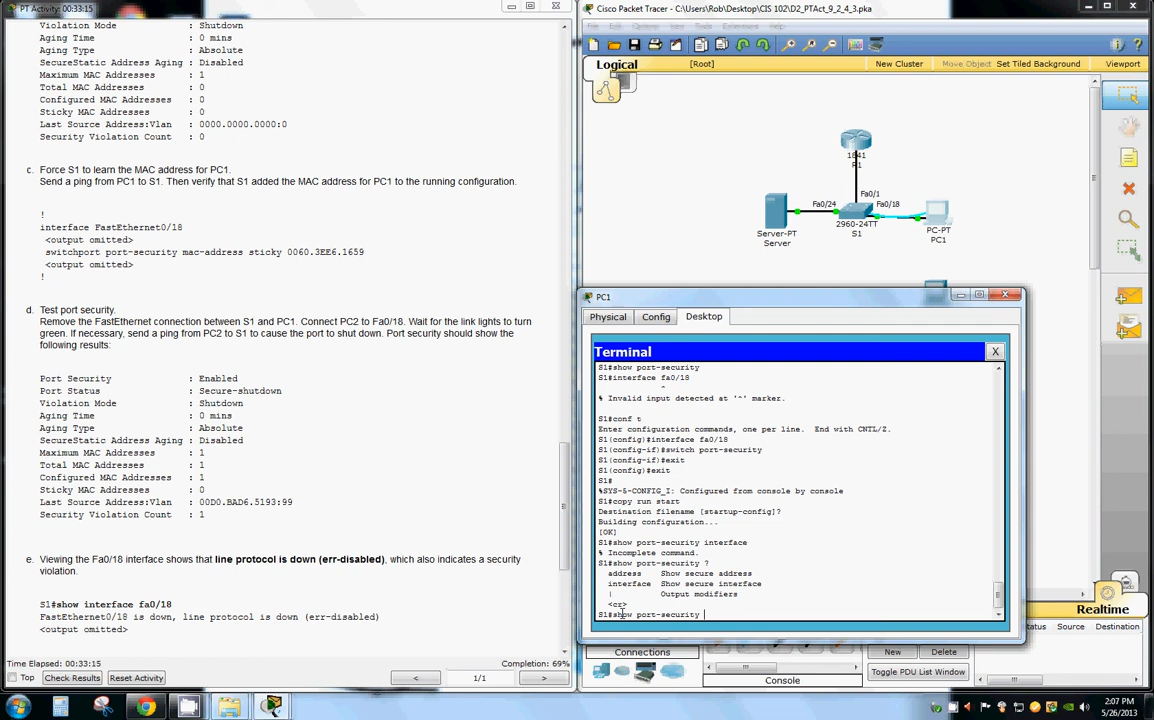 PT Activity: 00:33:15
Violation Mode : Shutdown
Aging Time : 0 mins
Aging Type : Absolute
SecureStatic Address Aging : Disabled
Maximum MAC Addresses : 1
Total MAC Addresses : 0
Configured MAC Addresses : 0
Sticky MAC Addresses : 0
Last Source Address:Vlan : 0000.0000.0000:0
Security Violation Count : 0
c. Force S1 to learn the MAC address for PC1.
Send a ping from PC1 to S1. Then verify that S1 added the MAC address for PC1 to the running configuration.
!
interface FastEthernet0/18
<output omitted>
switchport port-security mac-address sticky 0060.3EE6.1659
<output omitted>
!
d. Test port security.
Remove the FastEthernet connection between S1 and PC1. Connect PC2 to Fa0/18. Wait for the link lights to turn
green. If necessary, send a ping from PC2 to S1 to cause the port to shut down. Port security should show the
following results:
Port Security : Enabled
Port Status : Secure-shutdown
Violation Mode : Shutdown
Aging Time : 0 mins
Aging Type : Absolute
SecureStatic Address Aging : Disabled
Maximum MAC Addresses : 1
Total MAC Addresses : 1
Configured MAC Addresses : 1
Sticky MAC Addresses : 0
Last Source Address:Vlan : 00D0.BAD6.5193:99
Security Violation Count : 1
e. Viewing the Fa0/18 interface shows that line protocol is down (err-disabled), which also indicates a security
violation.
S1#show interface fa0/18
FastEthernet0/18 is down, line protocol is down (err-disabled)
<output omitted>
Time Elapsed: 00:33:15
Completion: 69%
Top
Check Results
Reset Activity
<
1/1
>
Cisco Packet Tracer - C:\Users\Rob\Desktop\CIS 102\D2_PTAct_9_2_4_3.pka
Logical
[Root]
New Cluster
Move Object
Set Tiled Background
Viewport
1841
R1
Fa0/1
Fa0/24
Fa0/18
2960-24TT
S1
Server-PT
Server
PC-PT
PC1
PC1
Physical
Config
Desktop
Terminal
X
S1#show port-security
S1#interface fa0/18
^
% Invalid input detected at '^' marker.
S1#conf t
Enter configuration commands, one per line. End with CNTL/Z.
S1(config)#interface fa0/18
S1(config-if)#switch port-security
S1(config-if)#exit
S1(config)#exit
S1#
%SYS-5-CONFIG_I: Configured from console by console
S1#copy run start
Destination filename [startup-config]?
Building configuration...
[OK]
S1#show port-security interface
% Incomplete command.
S1#show port-security ?
address Show secure address
interface Show secure interface
| Output modifiers
<cr>
S1#show port-security
Realtime
Source
Destination
Connections
Console
New
Delete
Toggle PDU List Window
2:07 PM
5/26/2013